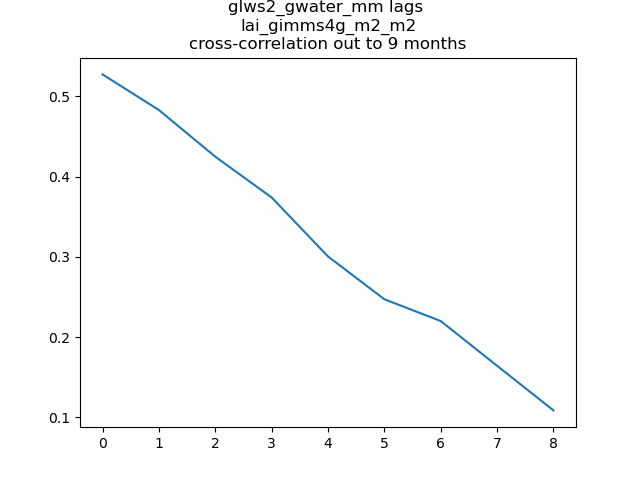 glws2_gwater_mm lags
lai_gimms4g_m2_m2
cross-correlation out to 9 months
0.5
0.4
0.3
0.2
0.1
0 1 2 3 4 5 6 7 8